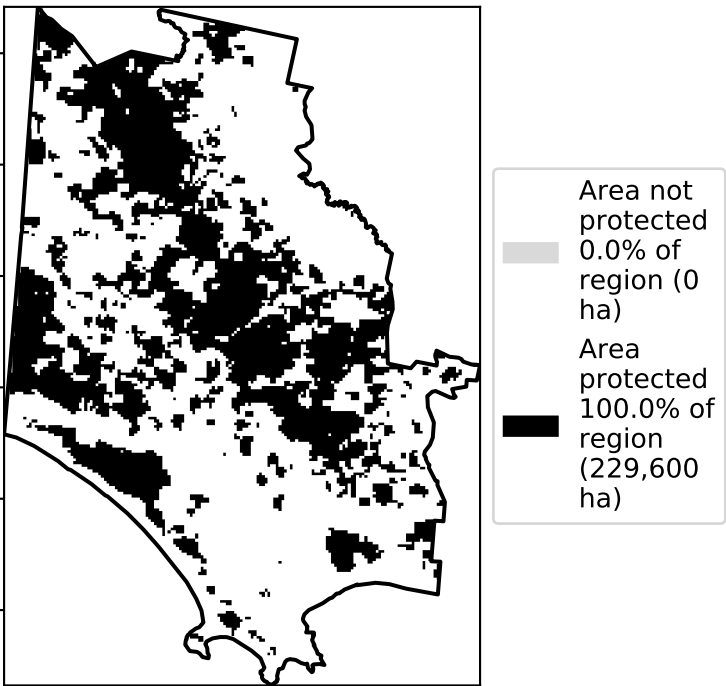 Area not
protected
0.0% of
region (0
ha)
Area
protected
100.0% of
region
(229,600
ha)